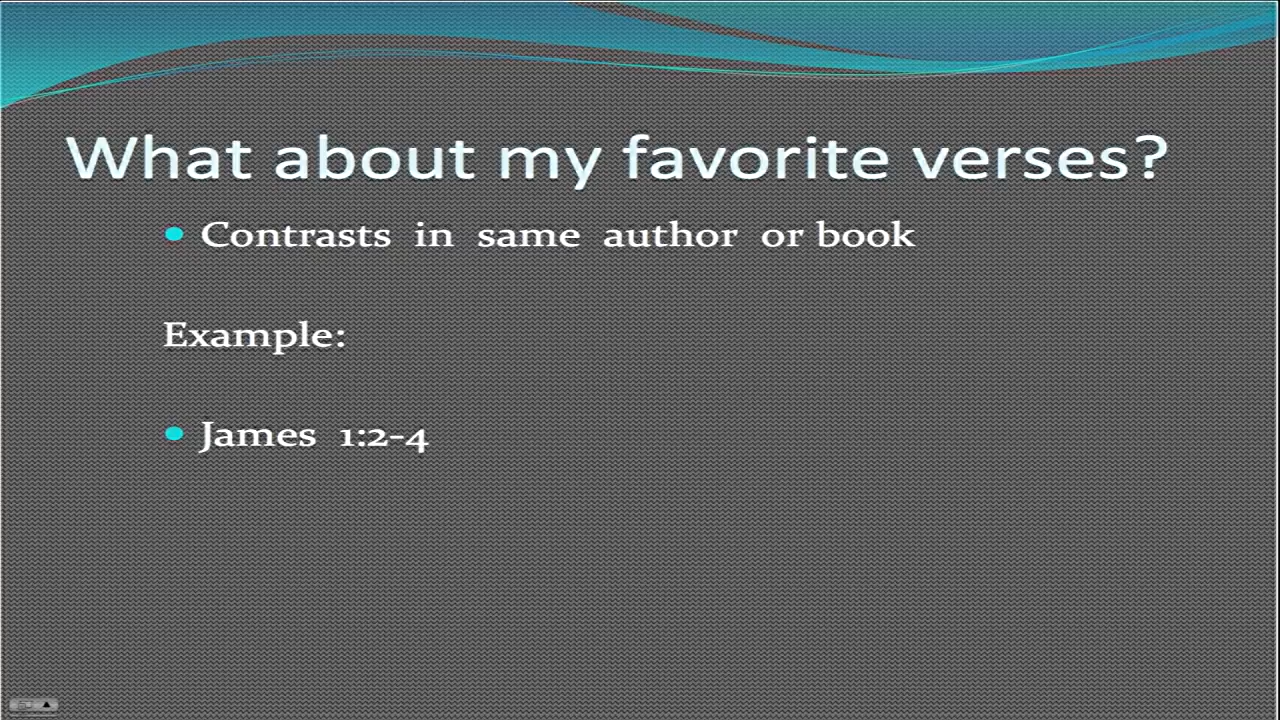 What about my favorite verses?
Contrasts in same author or book
Example:
James 1:2-4